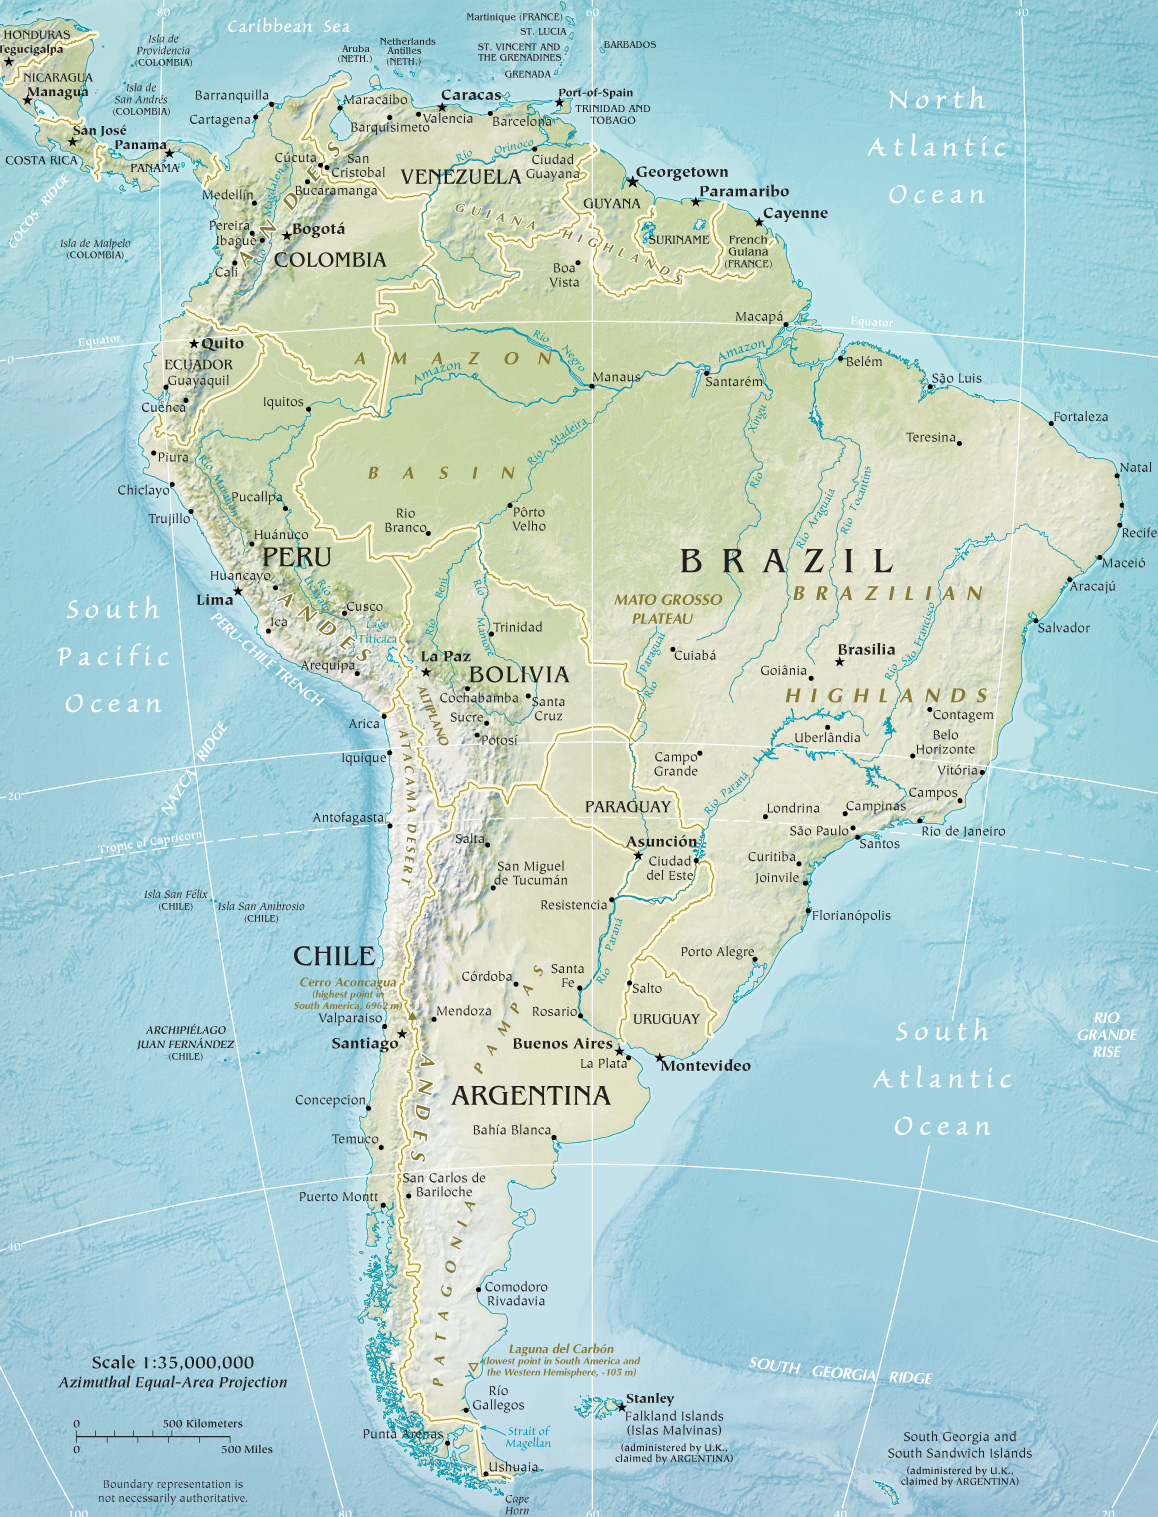 80
60
40
Caribbean Sea
Martinique (FRANCE)
ST. LUCIA
ST. VINCENT AND
THE GRENADINES
BARBADOS
GRENADA
Aruba
(NETH.)
Netherlands
Antilles
(NETH.)
HONDURAS
Tegucigalpa
NICARAGUA
Managua
Isla de
Providencia
(COLOMBIA)
Isla de
San Andrés
(COLOMBIA)
San José
COSTA RICA
Panama
PANAMA
COCOS RIDGE
Isla de Malpelo
(COLOMBIA)
Barranquilla
Cartagena
Maracaibo
Caracas
Valencia
Barquisimeto
Barcelona
Port-of-Spain
TRINIDAD AND
TOBAGO
North
Atlantic
Ocean
Cúcuta
San
Cristobal
Bucaramanga
Río Orinoco
Ciudad
Guayana
VENEZUELA
Georgetown
Paramaribo
Cayenne
GUYANA
SURINAME
French
Guiana
(FRANCE)
GUIANA HIGHLANDS
Medellín
Río Magdalena
Pereira
Ibague
Bogotá
Cali
ANDES
COLOMBIA
Boa
Vista
Macapá
Equator
Equator
0
Quito
ECUADOR
Guayaquil
Cuenca
Iquitos
AMAZON
Amazon
Rio Negro
Manaus
Amazon
Santarém
Belém
São Luis
Fortaleza
Teresina
Natal
Recife
Maceió
Aracajú
Salvador
Piura
Chiclayo
Trujillo
Río Marañón
Pucallpa
Huánuco
PERU
Huancayo
Lima
Ica
Río Ucayali
Cusco
ANDES
Lago
Titicaca
Arequipa
PERU-CHILE TRENCH
BASIN
Rio Madeira
Rio
Branco
Pôrto
Velho
Rio Xingu
Rio Araguaia
Rio Tocantins
BRAZIL
BRAZILIAN
HIGHLANDS
MATO GROSSO
PLATEAU
Río Beni
Río Mamoré
Trinidad
La Paz
BOLIVIA
Cochabamba
Santa
Cruz
Sucre
Potosí
ALTIPLANO
Río Paraguai
Cuiabá
Brasilia
Goiânia
Rio São Francisco
Contagem
Uberlândia
Belo
Horizonte
Vitória
South
Pacific
Ocean
Arica
Iquique
ATACAMA DESERT
NAZCA RIDGE
20
Tropic of Capricorn
Antofagasta
Campo
Grande
Rio Paraná
PARAGUAY
Asunción
Ciudad
del Este
Londrina
Campinas
Campos
São Paulo
Santos
Rio de Janeiro
Curitiba
Joinvile
Florianópolis
Salta
San Miguel
de Tucumán
Resistencia
Isla San Félix
(CHILE)
Isla San Ambrosio
(CHILE)
CHILE
Cerro Aconcagua
(highest point in
South America, 6962 m)
Valparaiso
Santiago
Mendoza
Córdoba
Santa
Fe
Rosario
Río Paraná
PAMPAS
Porto Alegre
Salto
URUGUAY
Buenos Aires
La Plata
Montevideo
ARCHIPIÉLAGO
JUAN FERNÁNDEZ
(CHILE)
South
Atlantic
Ocean
RIO
GRANDE
RISE
ARGENTINA
ANDES
Concepcion
Temuco
Bahía Blanca
San Carlos de
Bariloche
Puerto Montt
40
PATAGONIA
Comodoro
Rivadavia
Laguna del Carbón
(lowest point in South America and
the Western Hemisphere, -105 m)
Río
Gallegos
Strait of
Magellan
Punta Arenas
Ushuaia
Cape
Horn
Stanley
Falkland Islands
(Islas Malvinas)
(administered by U.K.,
claimed by ARGENTINA)
SOUTH GEORGIA RIDGE
South Georgia and
South Sandwich Islands
(administered by U.K.,
claimed by ARGENTINA)
Scale 1:35,000,000
Azimuthal Equal-Area Projection
0 500 Kilometers
0 500 Miles
Boundary representation is
not necessarily authoritative.
100
80
60
40
20